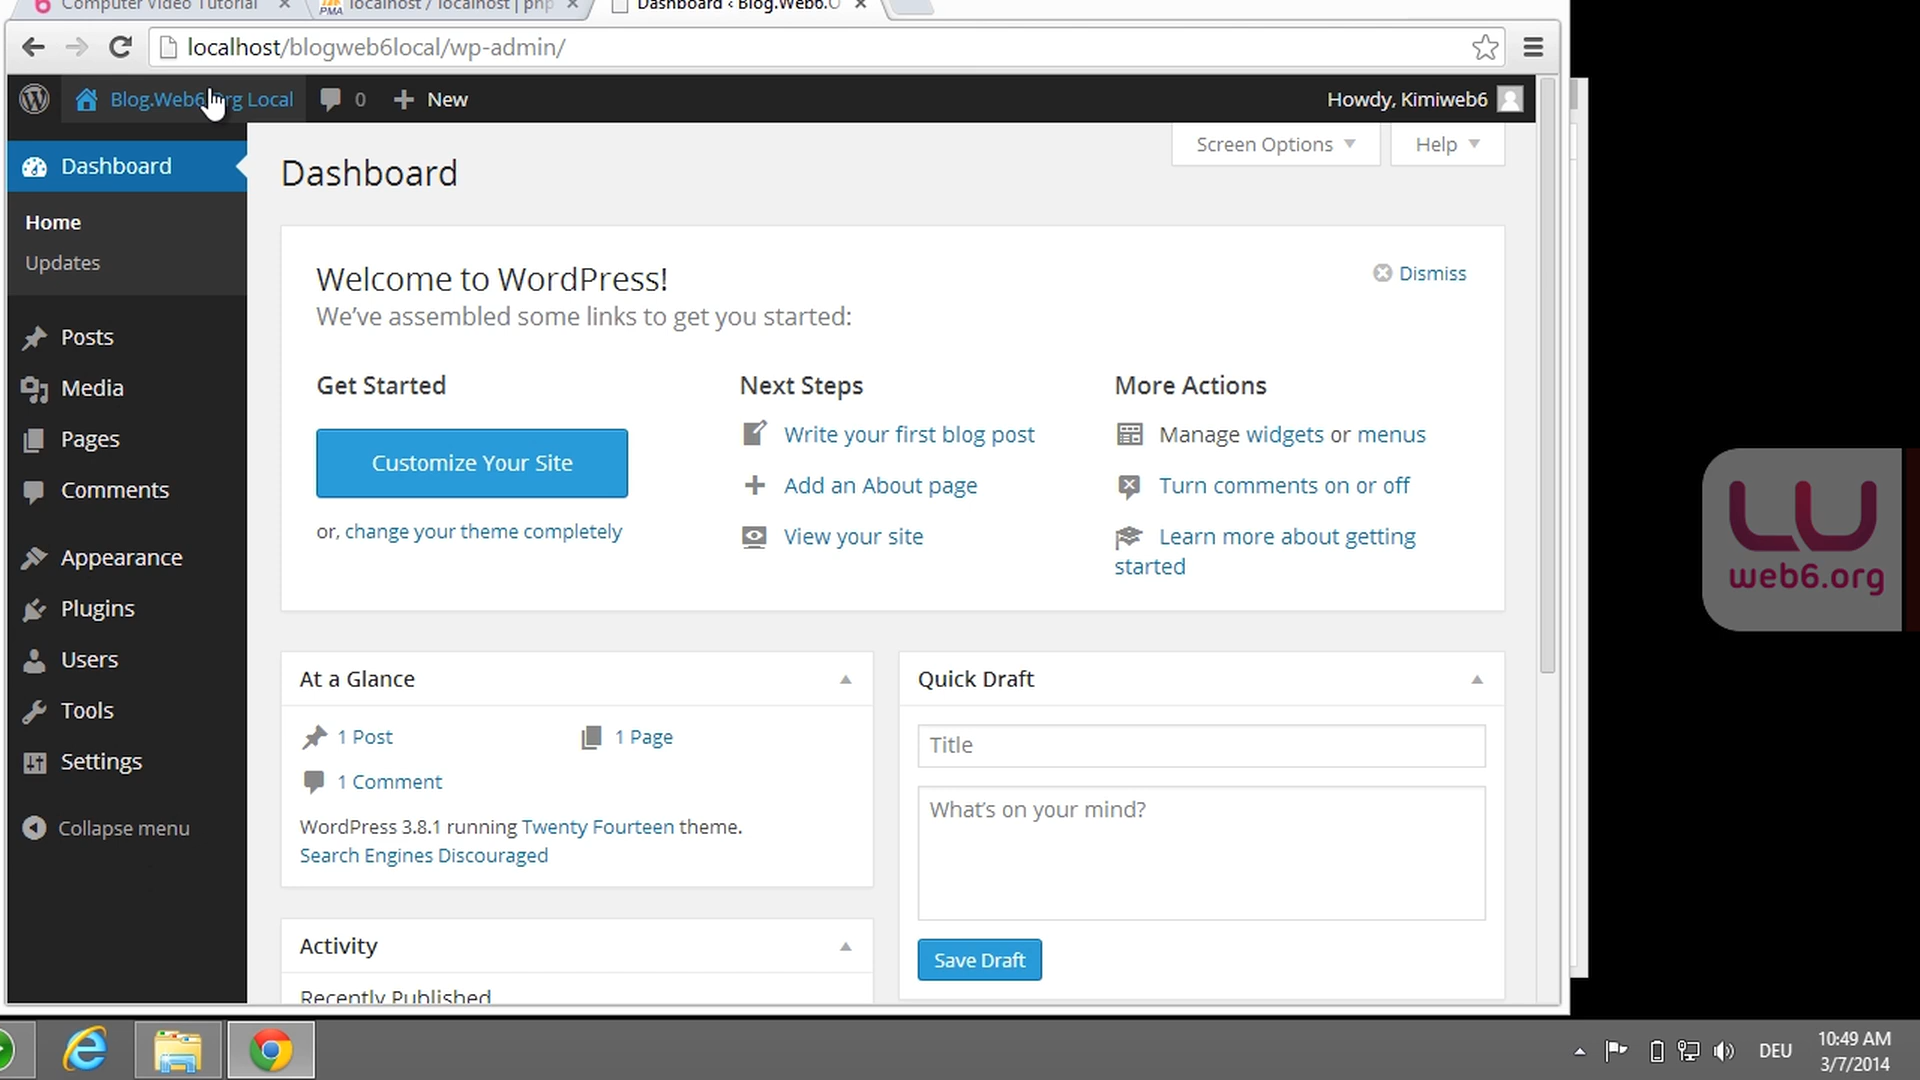 Computer Video Tutorial
localhost / localhost | php
Dashboard ‹ Blog.Web6.O
localhost/blogweb6local/wp-admin/
Blog.Web6.Org Local
0
New
Howdy, Kimiweb6
Screen Options
Help
Dashboard
Dashboard
Home
Updates
Posts
Media
Pages
Comments
Appearance
Plugins
Users
Tools
Settings
Collapse menu
Welcome to WordPress!
Dismiss
We've assembled some links to get you started:
Get Started
Customize Your Site
or, change your theme completely
Next Steps
Write your first blog post
Add an About page
View your site
More Actions
Manage widgets or menus
Turn comments on or off
Learn more about getting
started
At a Glance
1 Post
1 Page
1 Comment
WordPress 3.8.1 running Twenty Fourteen theme.
Search Engines Discouraged
Activity
Recently Published
Quick Draft
Title
What's on your mind?
Save Draft
web6.org
DEU
10:49 AM
3/7/2014